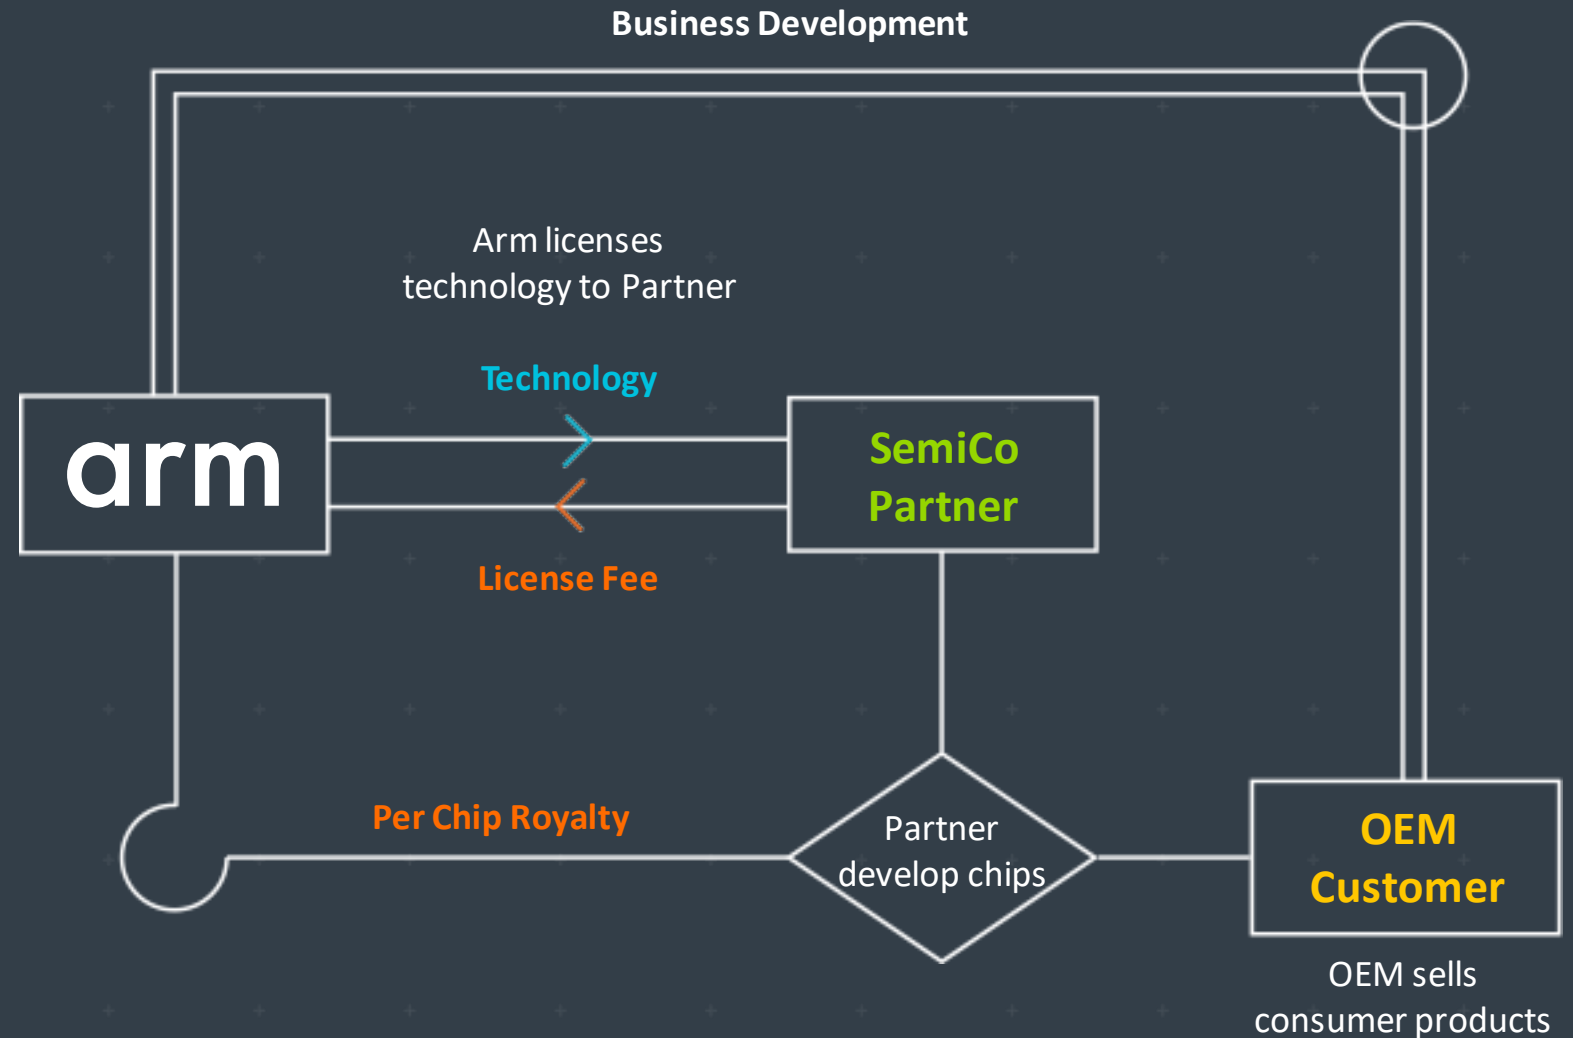 Business Development
Arm licenses
technology to Partner
Technology
arm
SemiCo
Partner
License Fee
Per Chip Royalty
Partner
develop chips
OEM
Customer
OEM sells
consumer products